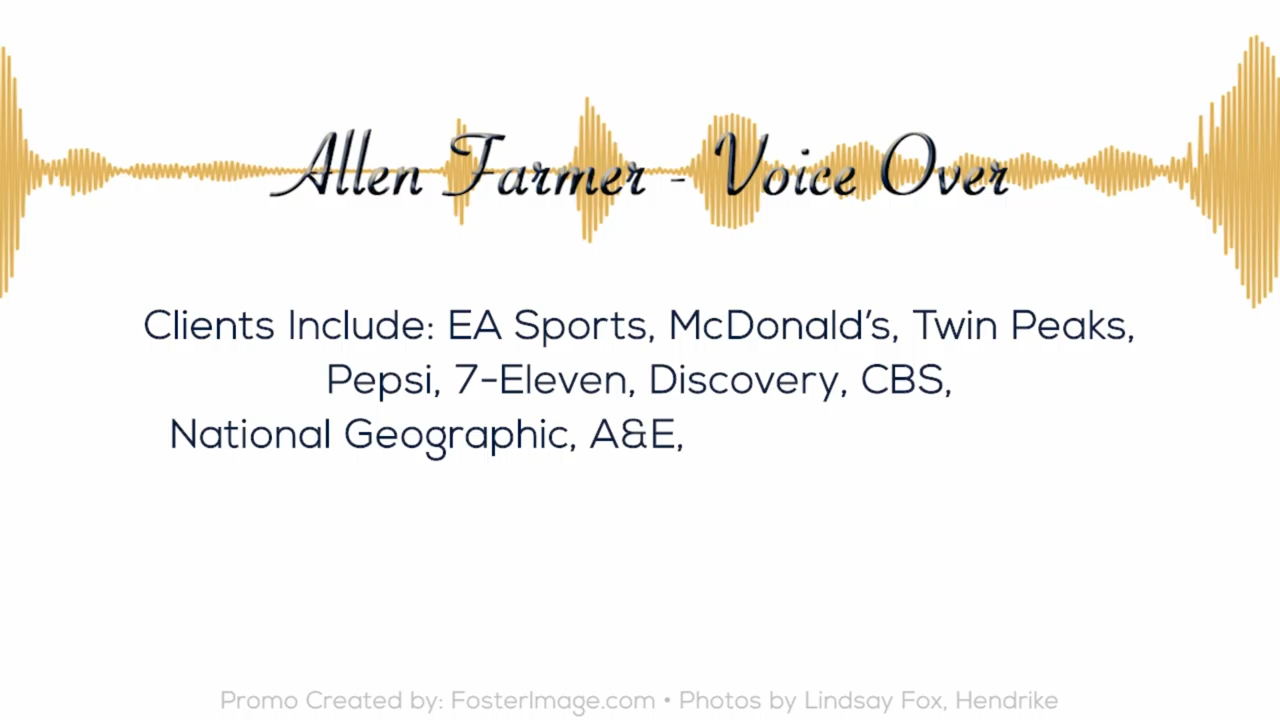 Allen Farmer - Voice Over
Clients Include: EA Sports, McDonald's, Twin Peaks,
Pepsi, 7-Eleven, Discovery, CBS,
National Geographic, A&E,
Promo Created by: FosterImage.com • Photos by Lindsay Fox, Hendrike